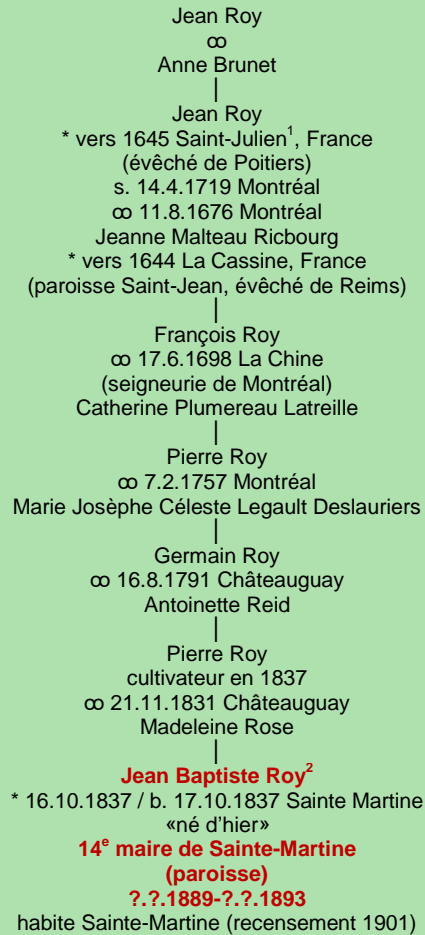 Jean Roy
∞
Anne Brunet
|
Jean Roy
* vers 1645 Saint-Julien¹, France
(évêché de Poitiers)
s. 14.4.1719 Montréal
∞ 11.8.1676 Montréal
Jeanne Malteau Ricbourg
* vers 1644 La Cassine, France
(paroisse Saint-Jean, évêché de Reims)
|
François Roy
∞ 17.6.1698 La Chine
(seigneurie de Montréal)
Catherine Plumereau Latreille
|
Pierre Roy
∞ 7.2.1757 Montréal
Marie Josèphe Céleste Legault Deslauriers
|
Germain Roy
∞ 16.8.1791 Châteauguay
Antoinette Reid
|
Pierre Roy
cultivateur en 1837
∞ 21.11.1831 Châteauguay
Madeleine Rose
|
Jean Baptiste Roy²
* 16.10.1837 / b. 17.10.1837 Sainte Martine
«né d’hier»
14ᵉ maire de Sainte-Martine
(paroisse)
?.?.1889-?.?.1893
habite Sainte-Martine (recensement 1901)